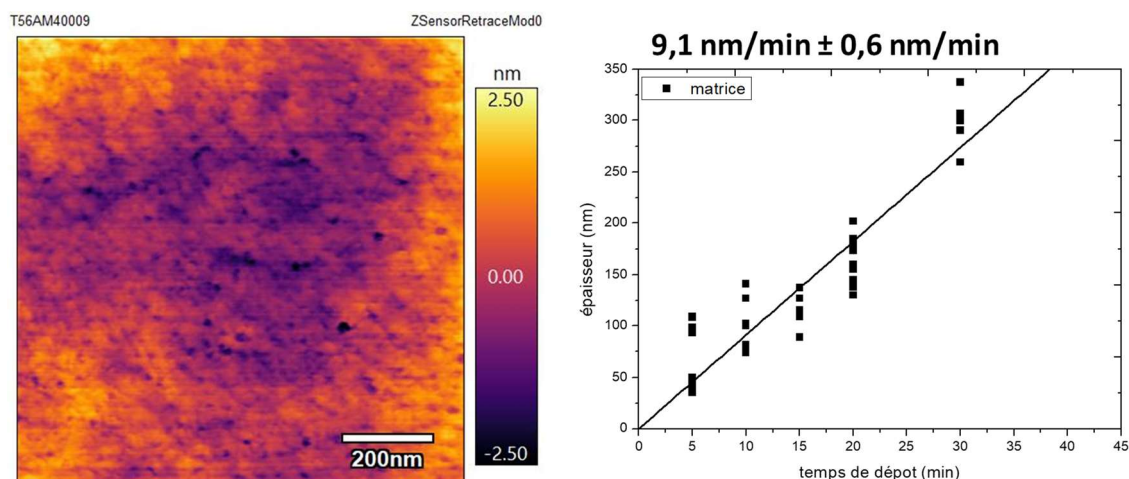 T56AM40009
ZSensorRetraceMod0
nm
2.50
0.00
-2.50
200nm
9,1 nm/min ± 0,6 nm/min
matrice
épaisseur (nm)
350
300
250
200
150
100
50
0
0 5 10 15 20 25 30 35 40 45
temps de dépot (min)